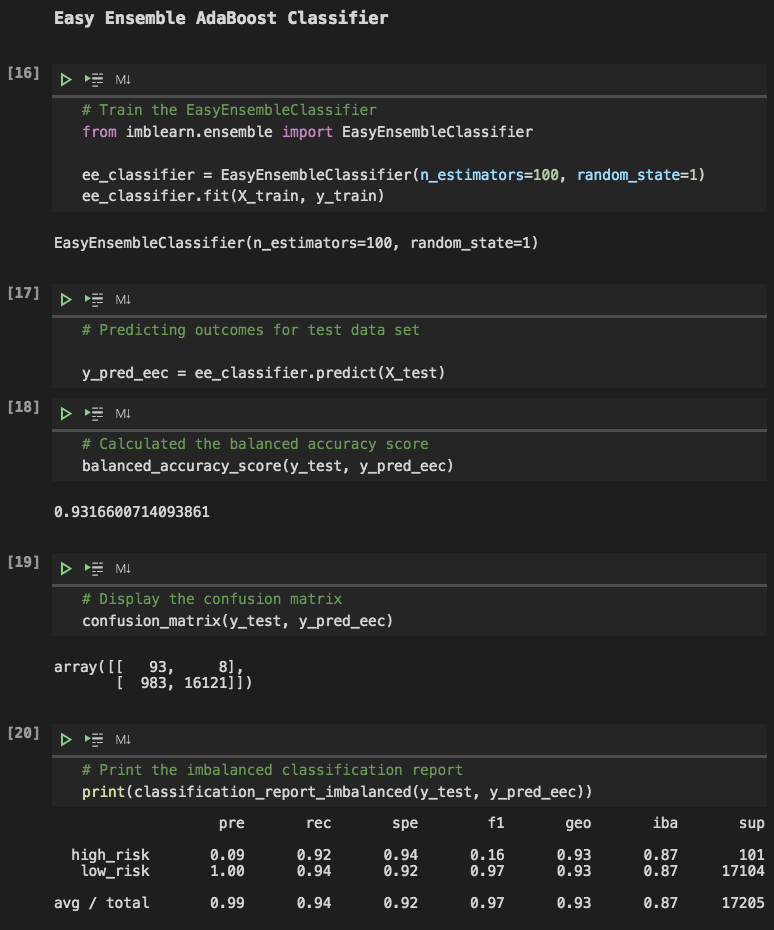 Easy Ensemble AdaBoost Classifier
[16]
M↓
# Train the EasyEnsembleClassifier
from imblearn.ensemble import EasyEnsembleClassifier
ee_classifier = EasyEnsembleClassifier(n_estimators=100, random_state=1)
ee_classifier.fit(X_train, y_train)
EasyEnsembleClassifier(n_estimators=100, random_state=1)
[17]
M↓
# Predicting outcomes for test data set
y_pred_eec = ee_classifier.predict(X_test)
[18]
M↓
# Calculated the balanced accuracy score
balanced_accuracy_score(y_test, y_pred_eec)
0.9316600714093861
[19]
M↓
# Display the confusion matrix
confusion_matrix(y_test, y_pred_eec)
array([[   93,     8],
       [  983, 16121]])
[20]
M↓
# Print the imbalanced classification report
print(classification_report_imbalanced(y_test, y_pred_eec))
pre rec spe f1 geo iba sup
high_risk 0.09 0.92 0.94 0.16 0.93 0.87 101
low_risk 1.00 0.94 0.92 0.97 0.93 0.87 17104
avg / total 0.99 0.94 0.92 0.97 0.93 0.87 17205